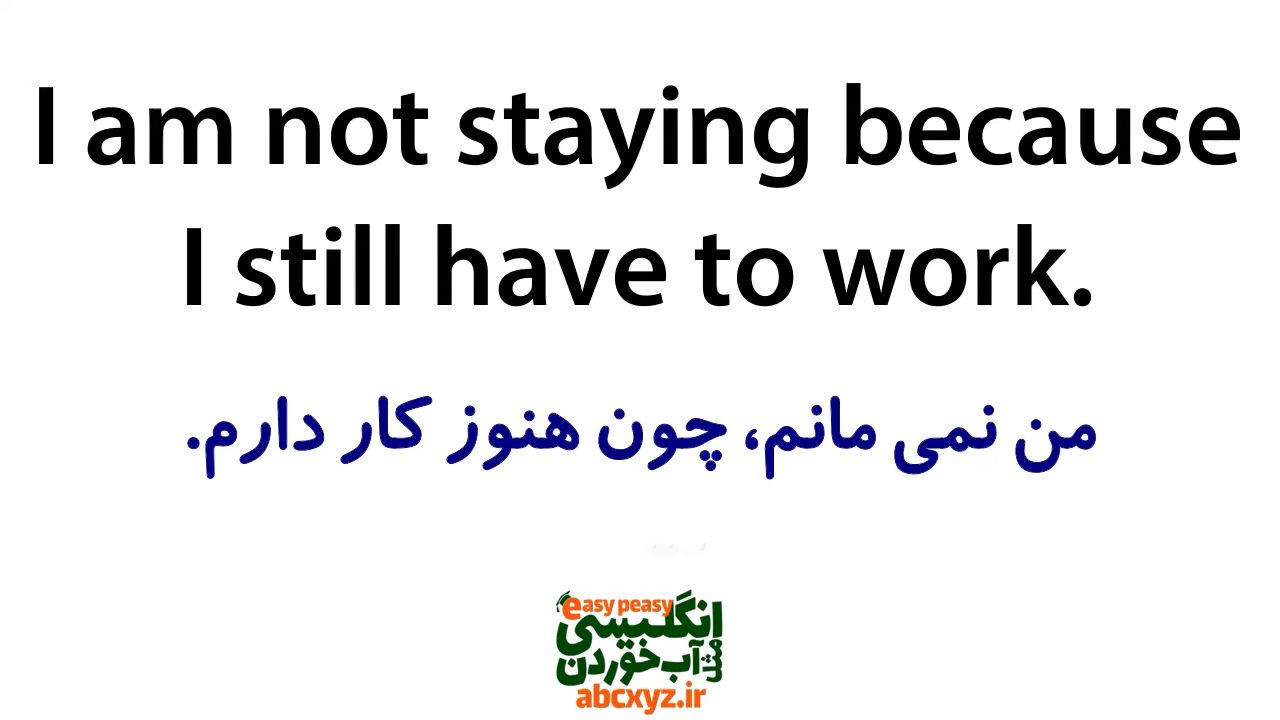 I am not staying because
I still have to work.
من نمی مانم، چون هنوز کار دارم.
easy peasy
انگلیسی
مثل آب خوردن
abcxyz.ir